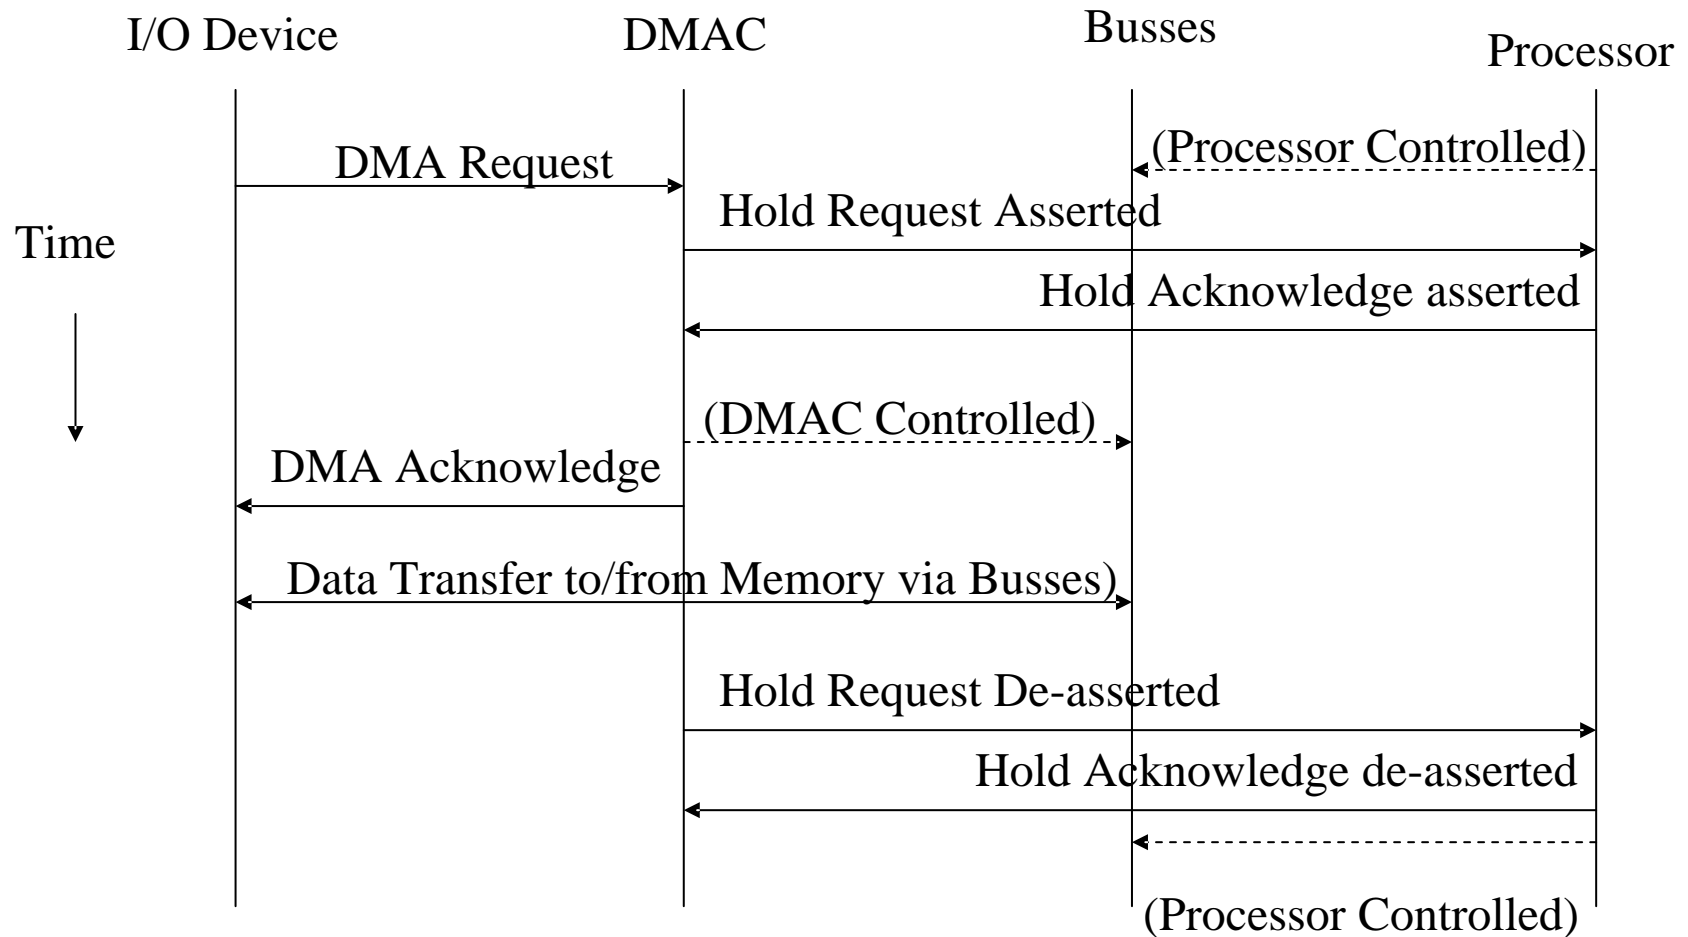 I/O Device
DMAC
Busses
Processor
(Processor Controlled)
DMA Request
Hold Request Asserted
Time
Hold Acknowledge asserted
(DMAC Controlled)
DMA Acknowledge
Data Transfer to/from Memory via Busses)
Hold Request De-asserted
Hold Acknowledge de-asserted
(Processor Controlled)